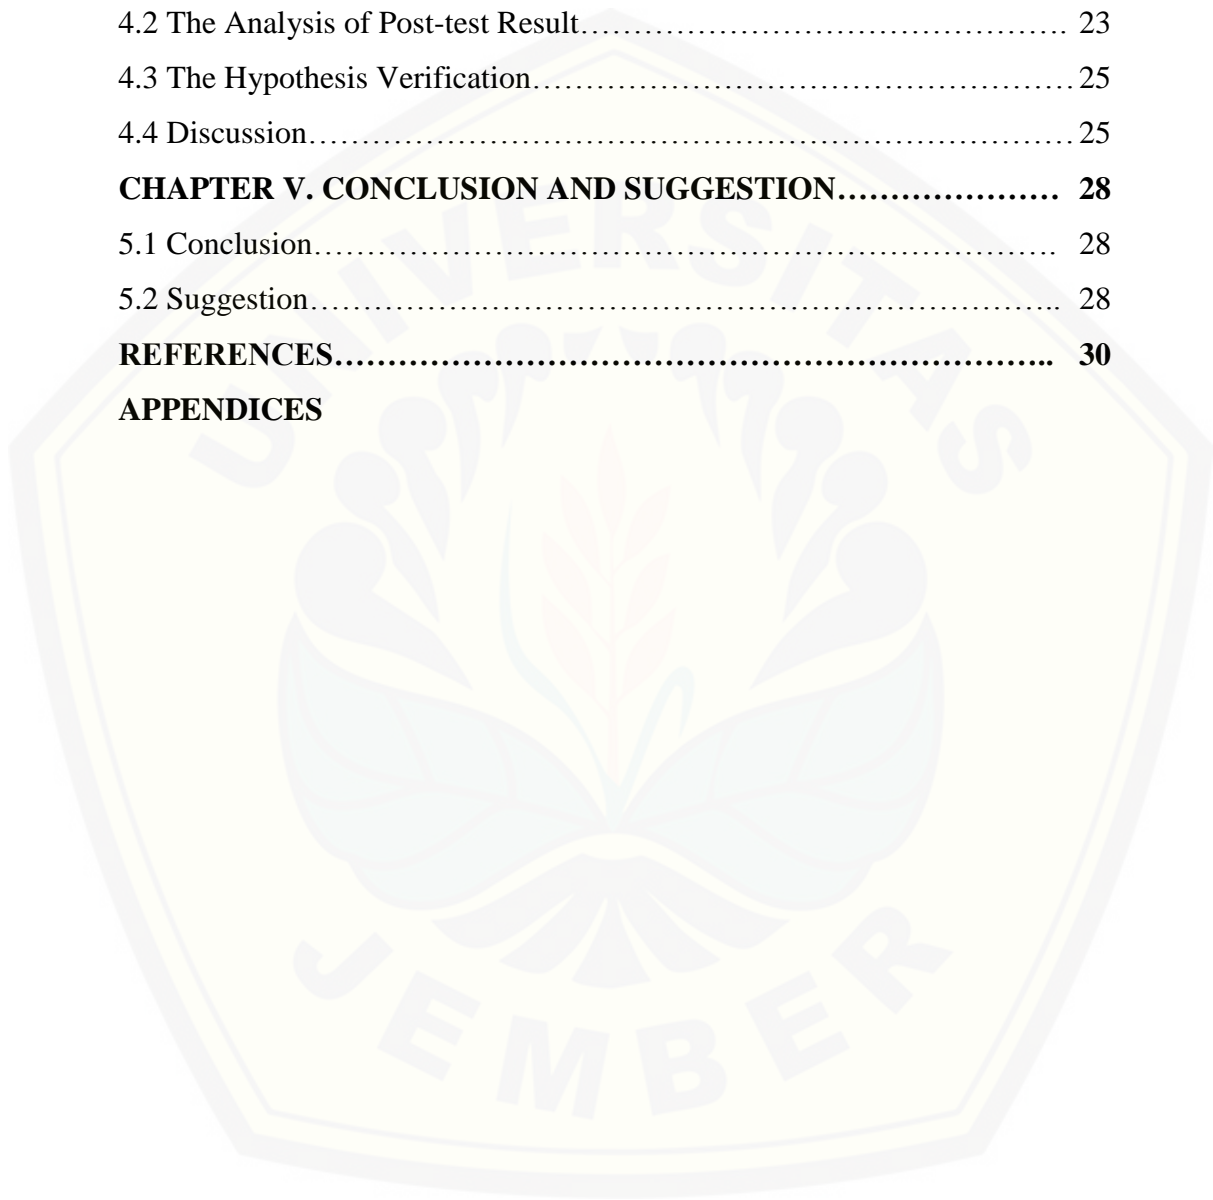 4.2 The Analysis of Post-test Result…………………………………………. 23
4.3 The Hypothesis Verification……………………………………………… 25
4.4 Discussion…………………………………………………………………… 25
CHAPTER V. CONCLUSION AND SUGGESTION………………… 28
5.1 Conclusion………………………………………………………………. 28
5.2 Suggestion……………………………………………………………….. 28
REFERENCES…………………………………………………………….. 30
APPENDICES
UNIVERSITAS
JEMBER